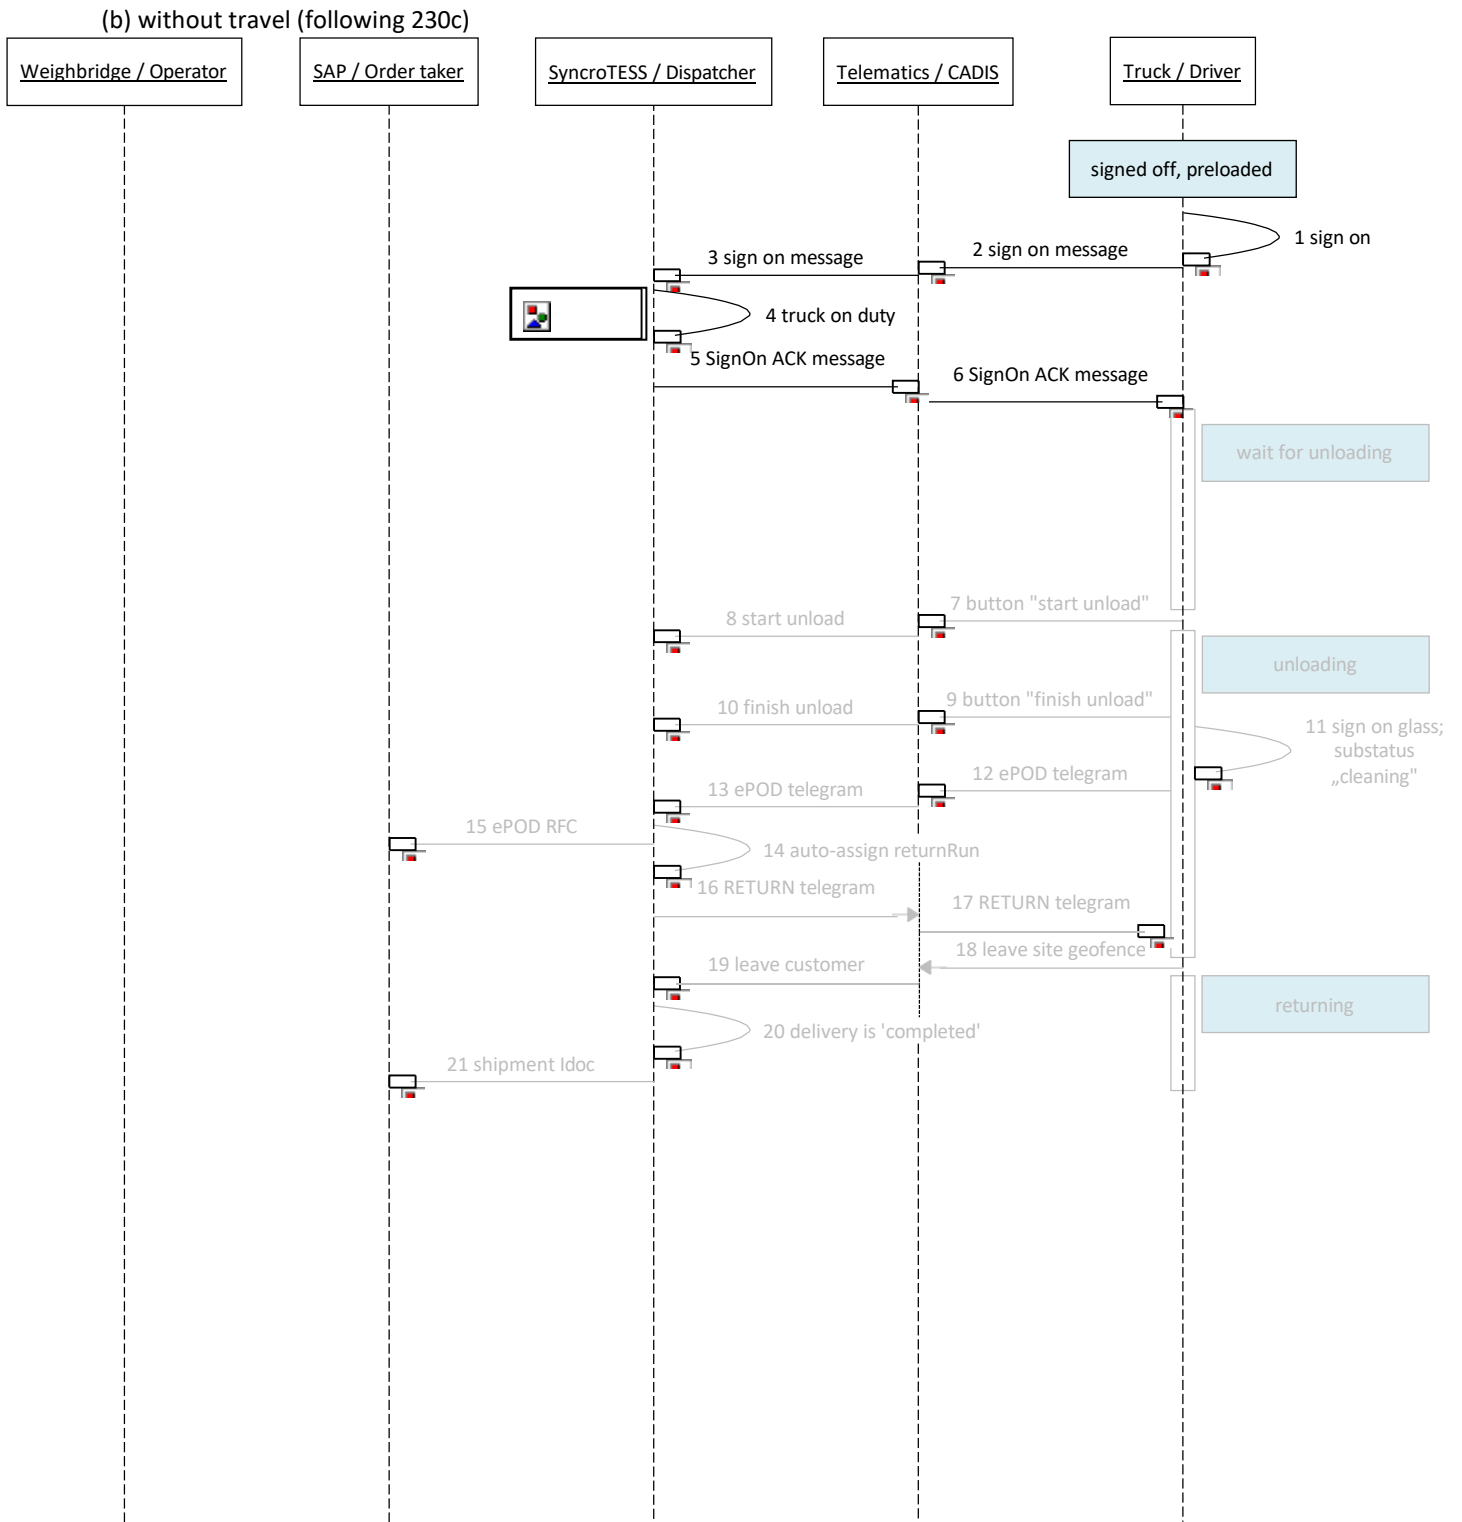 (b) without travel (following 230c)
Weighbridge / Operator
SAP / Order taker
SyncroTESS / Dispatcher
Telematics / CADIS
Truck / Driver
signed off, preloaded
1 sign on
2 sign on message
3 sign on message
4 truck on duty
5 SignOn ACK message
6 SignOn ACK message
wait for unloading
7 button "start unload"
8 start unload
unloading
9 button "finish unload"
10 finish unload
11 sign on glass;
substatus
„cleaning"
12 ePOD telegram
13 ePOD telegram
15 ePOD RFC
14 auto-assign returnRun
16 RETURN telegram
17 RETURN telegram
18 leave site geofence
19 leave customer
returning
20 delivery is 'completed'
21 shipment Idoc